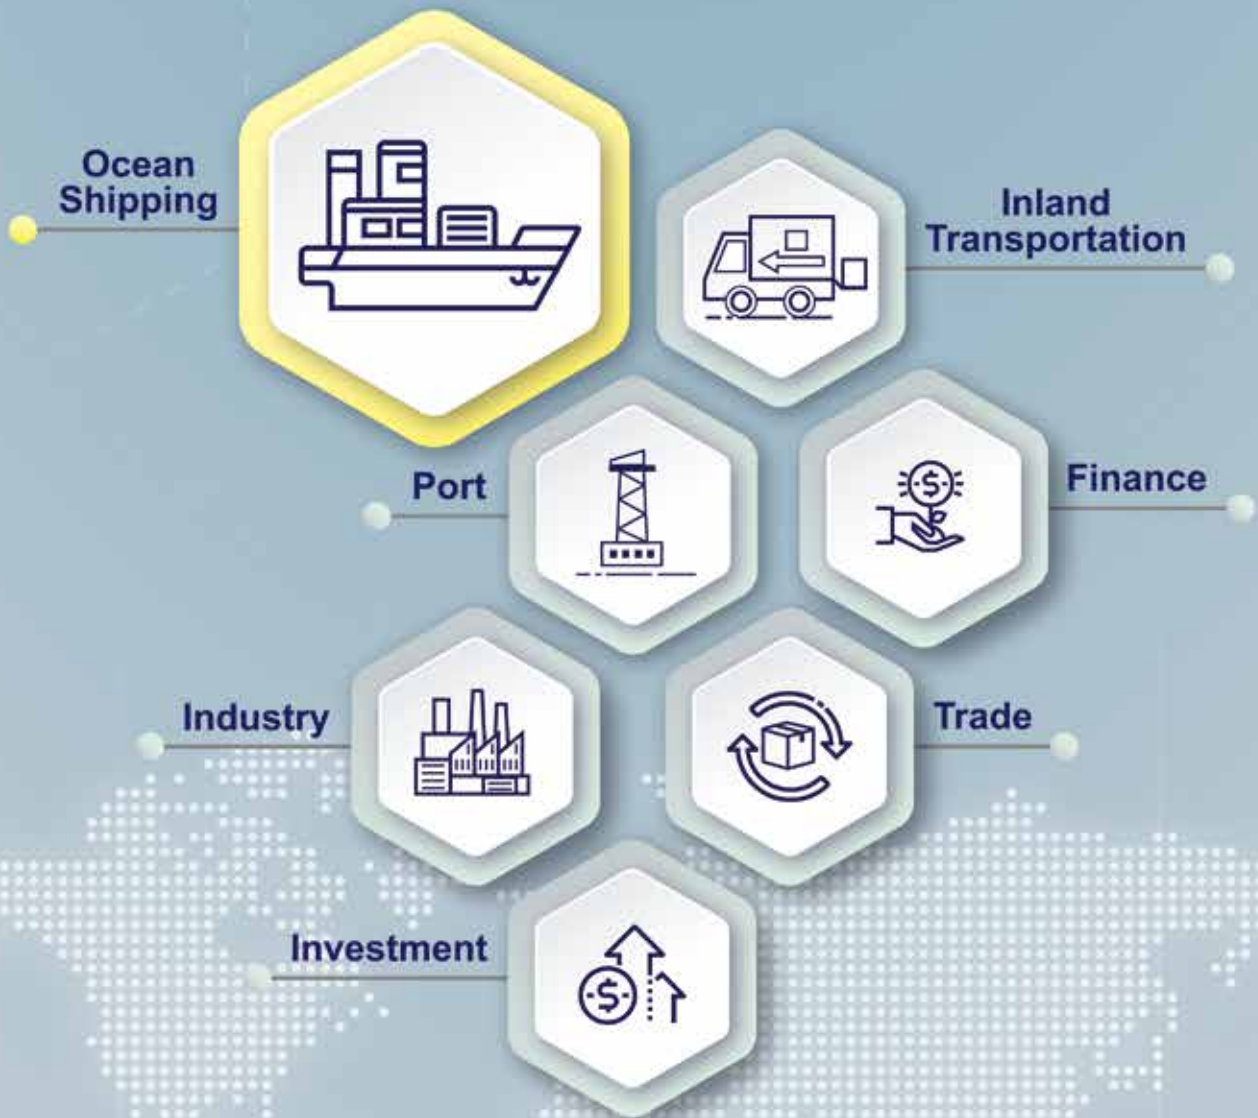 Ocean
Shipping
Inland
Transportation
Port
Finance
Industry
Trade
Investment